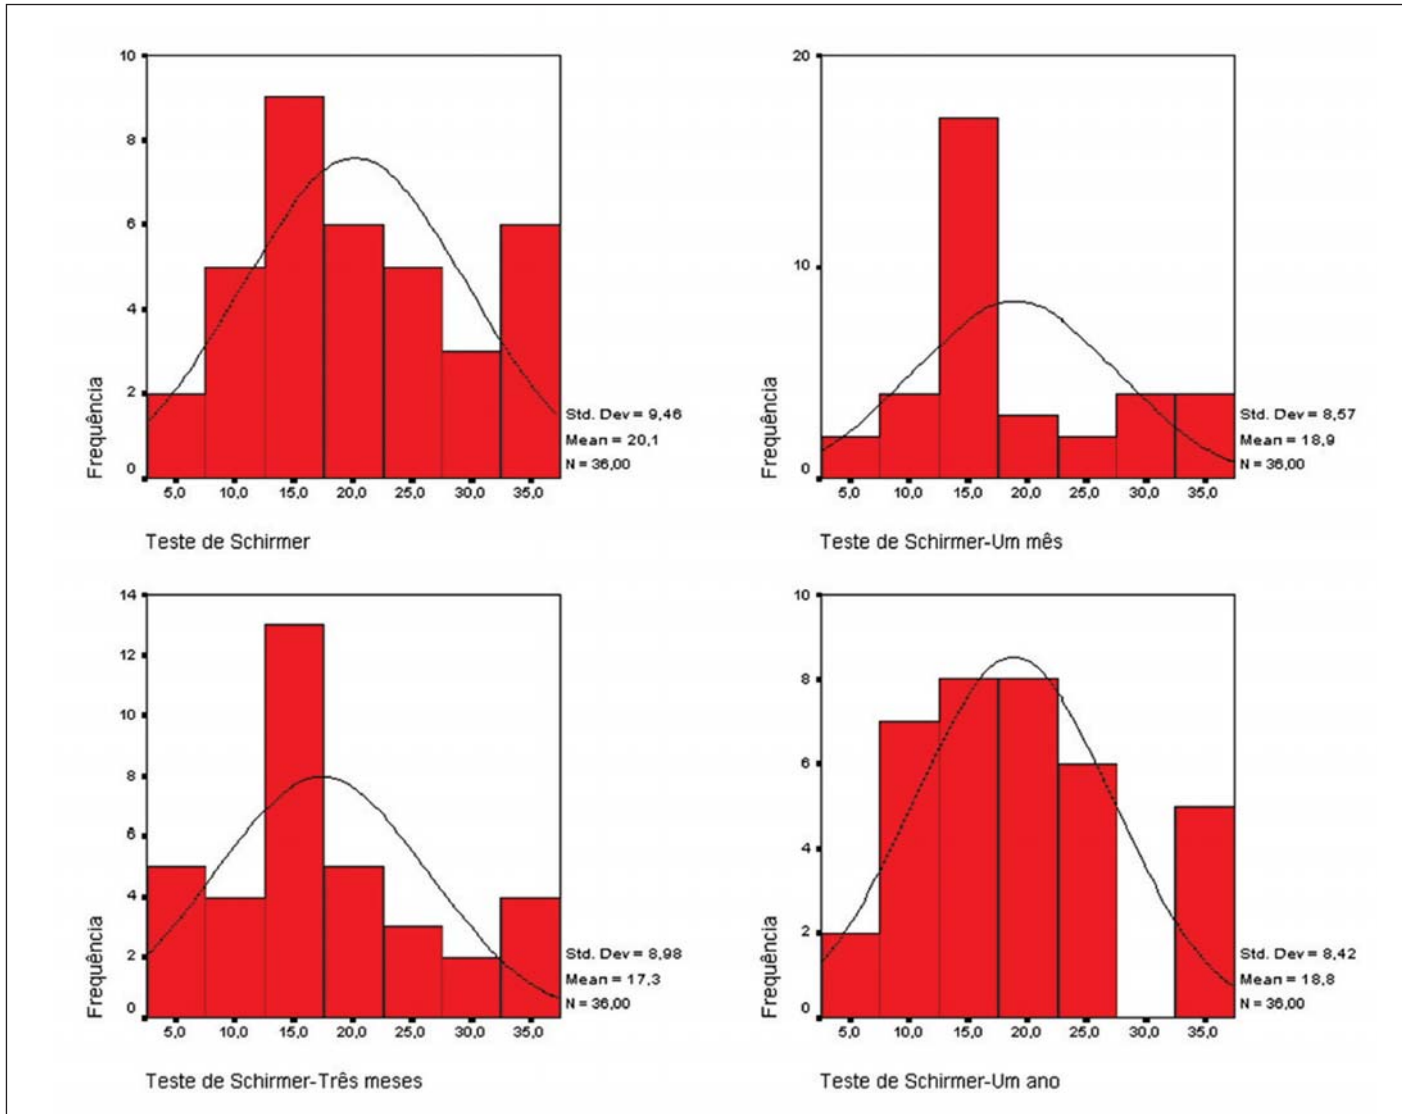 10
8
6
4
2
0
Frequência
5,0 10,0 15,0 20,0 25,0 30,0 35,0
Std. Dev = 9,46
Mean = 20,1
N = 36,00
Teste de Schirmer
20
10
0
Frequência
5,0 10,0 15,0 20,0 25,0 30,0 35,0
Std. Dev = 8,57
Mean = 18,9
N = 36,00
Teste de Schirmer-Um mês
14
12
10
8
6
4
2
0
Frequência
5,0 10,0 15,0 20,0 25,0 30,0 35,0
Std. Dev = 8,98
Mean = 17,3
N = 36,00
Teste de Schirmer-Três meses
10
8
6
4
2
0
Frequência
5,0 10,0 15,0 20,0 25,0 30,0 35,0
Std. Dev = 8,42
Mean = 18,8
N = 36,00
Teste de Schirmer-Um ano